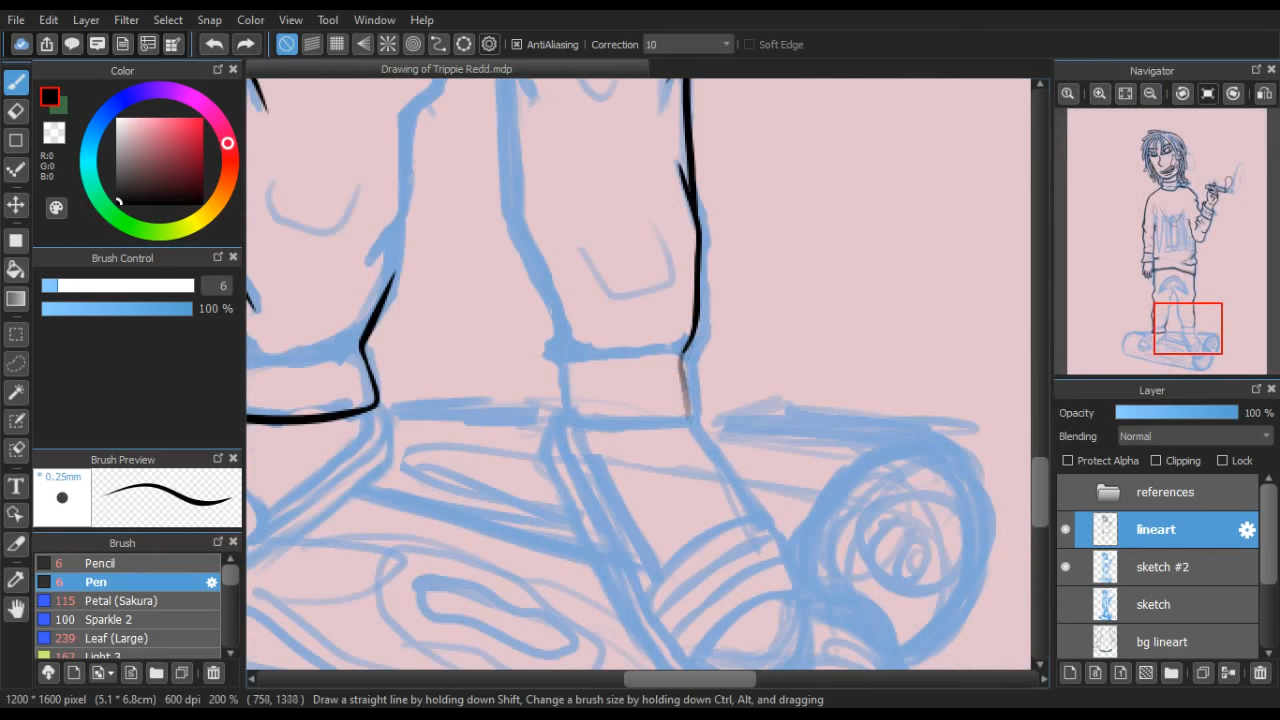 File Edit Layer Filter Select Snap Color View Tool Window Help
AntiAliasing Correction 10 Soft Edge
Color
Drawing of Trippie Redd.mdp
Navigator
R:0
G:0
B:0
Brush Control
6
100 %
Layer
Opacity 100 %
Blending Normal
Protect Alpha Clipping Lock
Brush Preview
* 0.25mm
references
lineart
sketch #2
sketch
bg lineart
Brush
6 Pencil
6 Pen
115 Petal (Sakura)
100 Sparkle 2
239 Leaf (Large)
162 Light 3
1200 * 1600 pixel (5.1 * 6.8cm) 600 dpi 200 % Draw a straight line by holding down Shift, Change a brush size by holding down Ctrl, Alt, and dragging